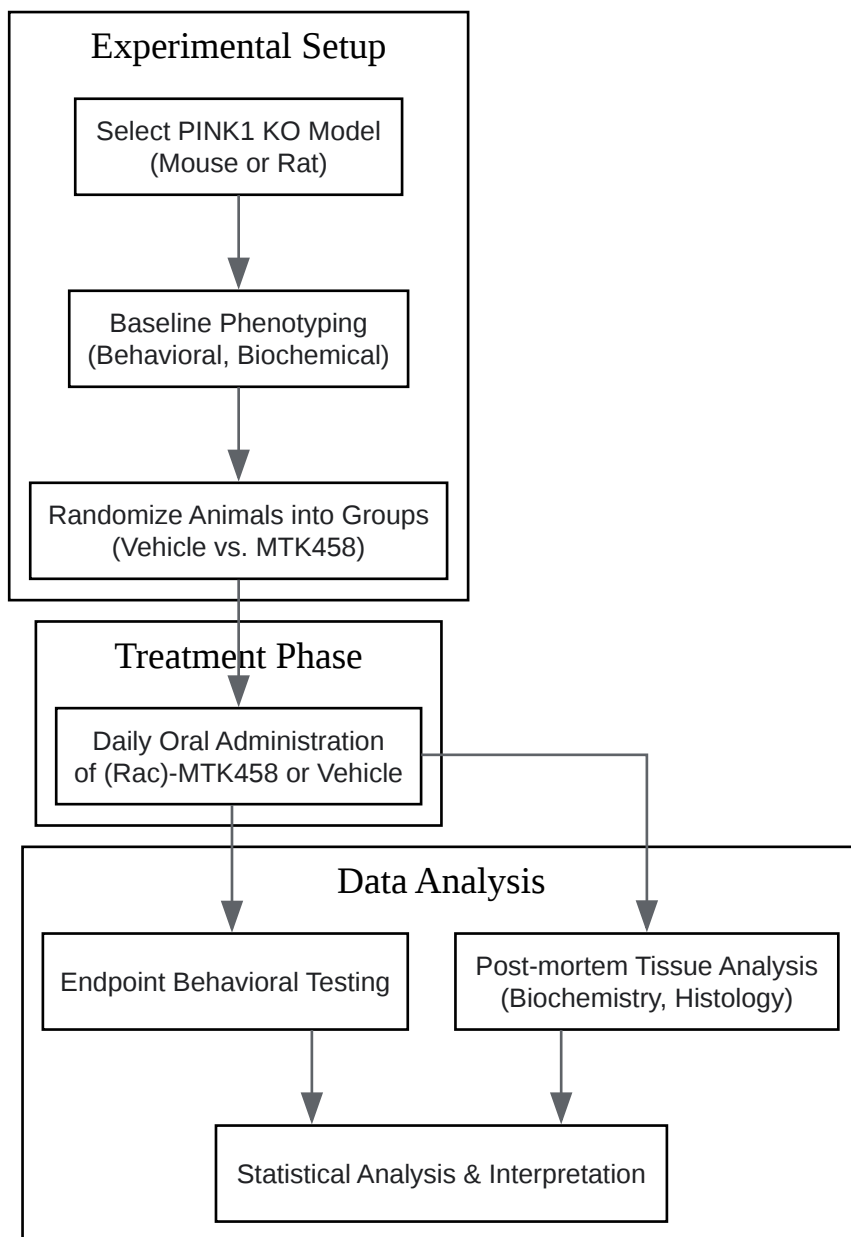 Experimental Setup
Select PINK1 KO Model
(Mouse or Rat)
Baseline Phenotyping
(Behavioral, Biochemical)
Randomize Animals into Groups
(Vehicle vs. MTK458)
Treatment Phase
Daily Oral Administration
of (Rac)-MTK458 or Vehicle
Data Analysis
Endpoint Behavioral Testing
Post-mortem Tissue Analysis
(Biochemistry, Histology)
Statistical Analysis & Interpretation